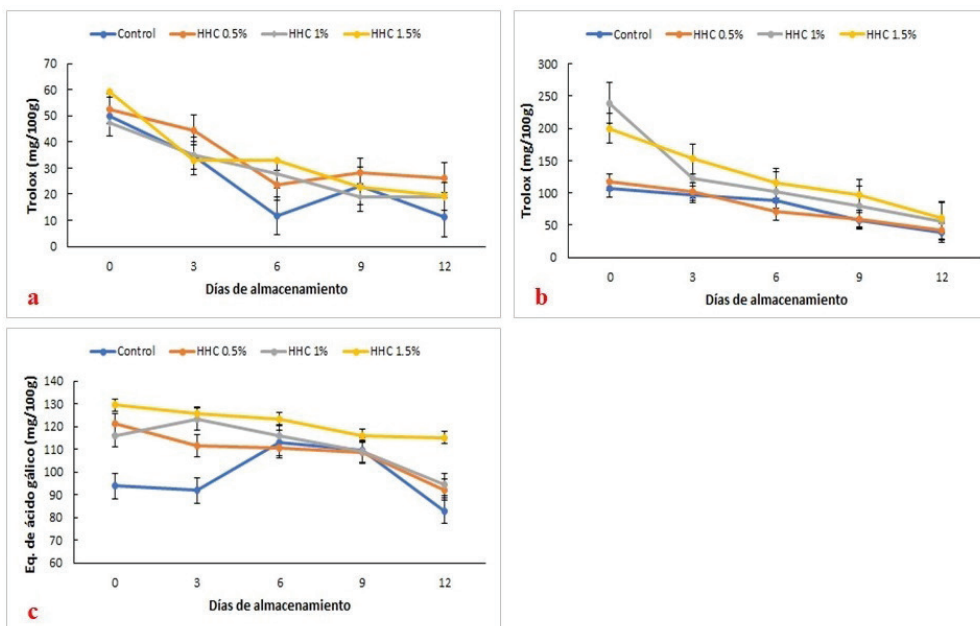 Control HHC 0.5% HHC 1% HHC 1.5%
Trolox (mg/100g)
70
60
50
40
30
20
10
0
0 3 6 9 12
Días de almacenamiento
a
Control HHC 0.5% HHC 1% HHC 1.5%
Trolox (mg/100g)
300
250
200
150
100
50
0
0 3 6 9 12
Días de almacenamiento
b
Control HHC 0.5% HHC 1% HHC 1.5%
Eq. de ácido gálico (mg/100g)
140
130
120
110
100
90
80
70
60
0 3 6 9 12
Días de almacenamiento
c